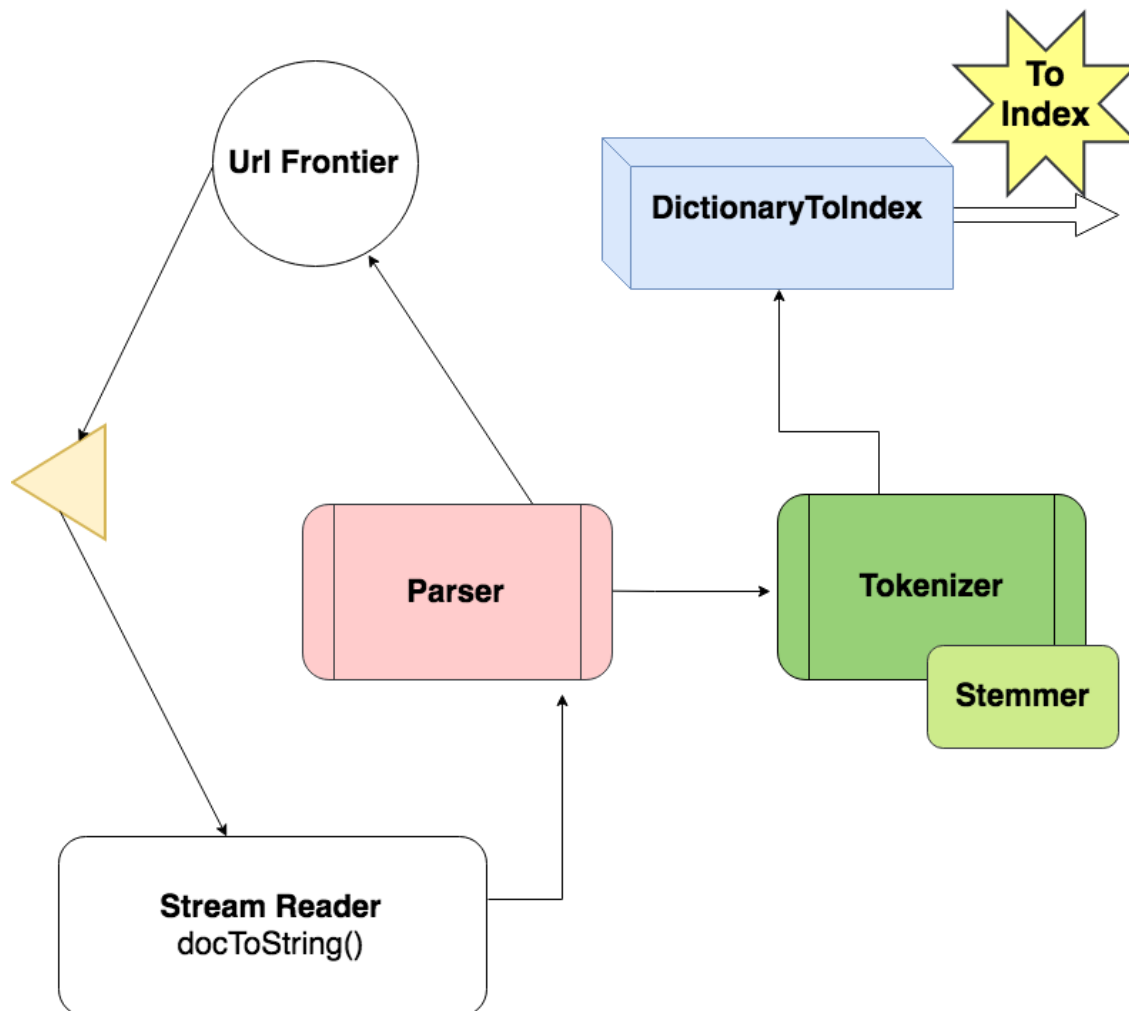 To
Index
Url Frontier
DictionaryToIndex
Parser
Tokenizer
Stemmer
Stream Reader
docToString()